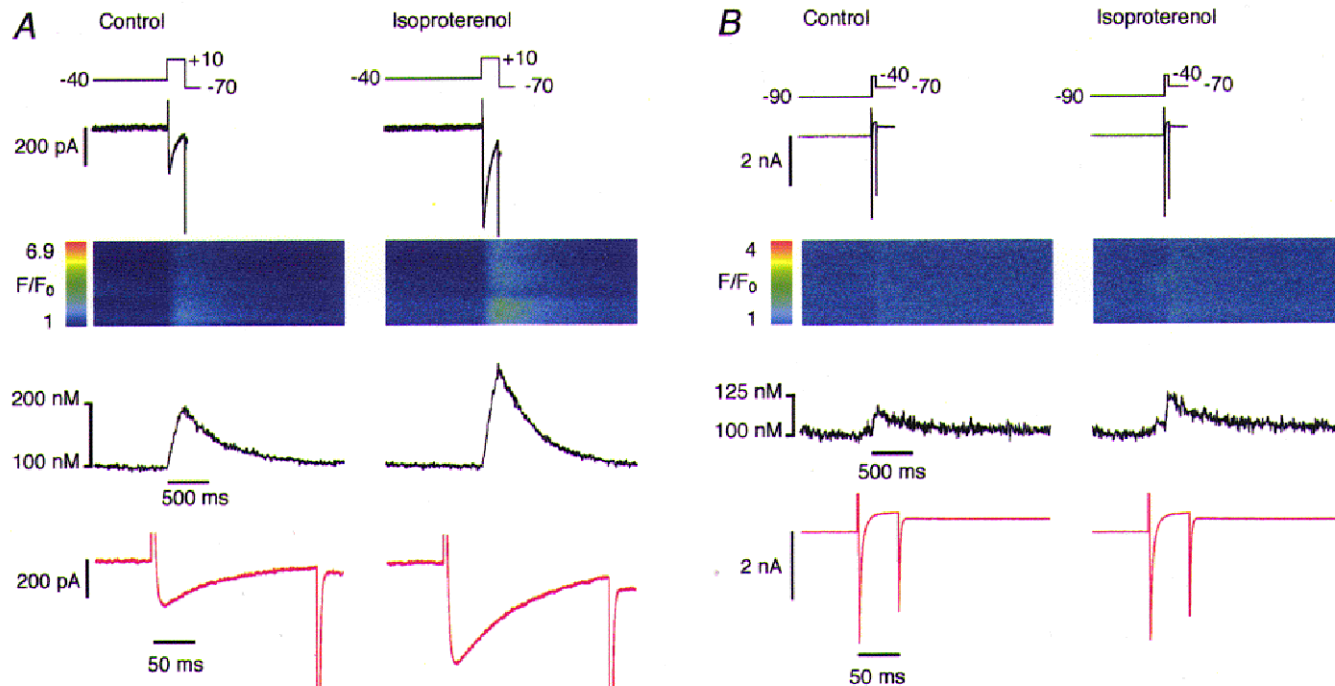 A Control Isoproterenol
-40 +10 -70 -40 +10 -70
200 pA
6.9
F/F0
1
200 nM
100 nM
500 ms
200 pA
50 ms
B Control Isoproterenol
-90 -40 -70 -90 -40 -70
2 nA
4
F/F0
1
125 nM
100 nM
500 ms
2 nA
50 ms